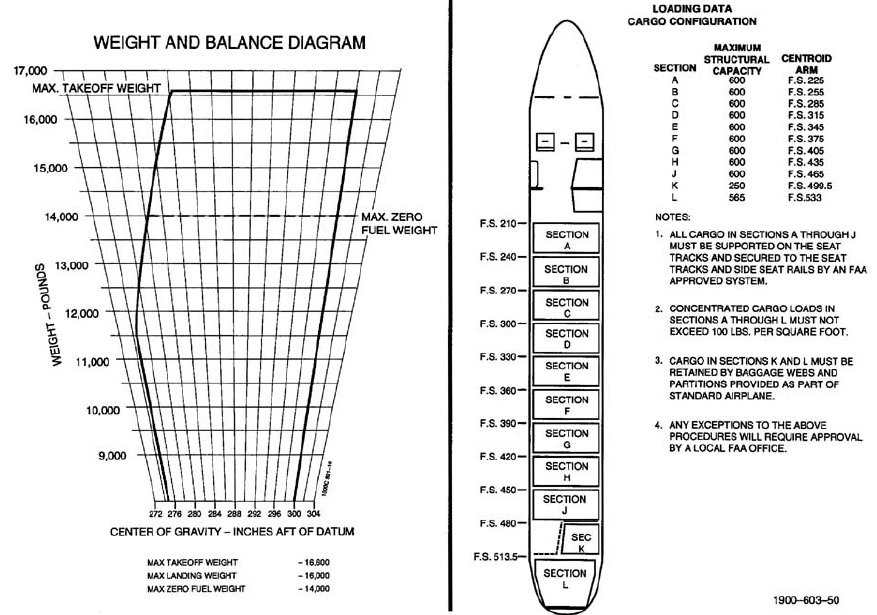 WEIGHT AND BALANCE DIAGRAM
17,000
MAX. TAKEOFF WEIGHT
16,000
15,000
14,000
MAX. ZERO
FUEL WEIGHT
13,000
12,000
11,000
10,000
9,000
WEIGHT – POUNDS
272 276 280 284 288 292 296 300 304
CENTER OF GRAVITY – INCHES AFT OF DATUM
MAX TAKEOFF WEIGHT – 16,600
MAX LANDING WEIGHT – 16,000
MAX ZERO FUEL WEIGHT – 14,000
LOADING DATA
CARGO CONFIGURATION
MAXIMUM
STRUCTURAL CENTROID
SECTION CAPACITY ARM
A 600 F.S. 225
B 600 F.S. 255
C 600 F.S. 285
D 600 F.S. 315
E 600 F.S. 345
F 600 F.S. 375
G 600 F.S. 405
H 600 F.S. 435
J 600 F.S. 465
K 250 F.S. 499.5
L 565 F.S.533
NOTES:
1. ALL CARGO IN SECTIONS A THROUGH J
MUST BE SUPPORTED ON THE SEAT
TRACKS AND SECURED TO THE SEAT
TRACKS AND SIDE SEAT RAILS BY AN FAA
APPROVED SYSTEM.
2. CONCENTRATED CARGO LOADS IN
SECTIONS A THROUGH L MUST NOT
EXCEED 100 LBS. PER SQUARE FOOT.
3. CARGO IN SECTIONS K AND L MUST BE
RETAINED BY BAGGAGE WEBS AND
PARTITIONS PROVIDED AS PART OF
STANDARD AIRPLANE.
4. ANY EXCEPTIONS TO THE ABOVE
PROCEDURES WILL REQUIRE APPROVAL
BY A LOCAL FAA OFFICE.
F.S. 210
SECTION
A
F.S. 240
SECTION
B
F.S. 270
SECTION
C
F.S. 300
SECTION
D
F.S. 330
SECTION
E
F.S. 360
SECTION
F
F.S. 390
SECTION
G
F.S. 420
SECTION
H
F.S. 450
SECTION
J
F.S. 480
SEC
K
F.S. 513.5
SECTION
L
1900–603–50